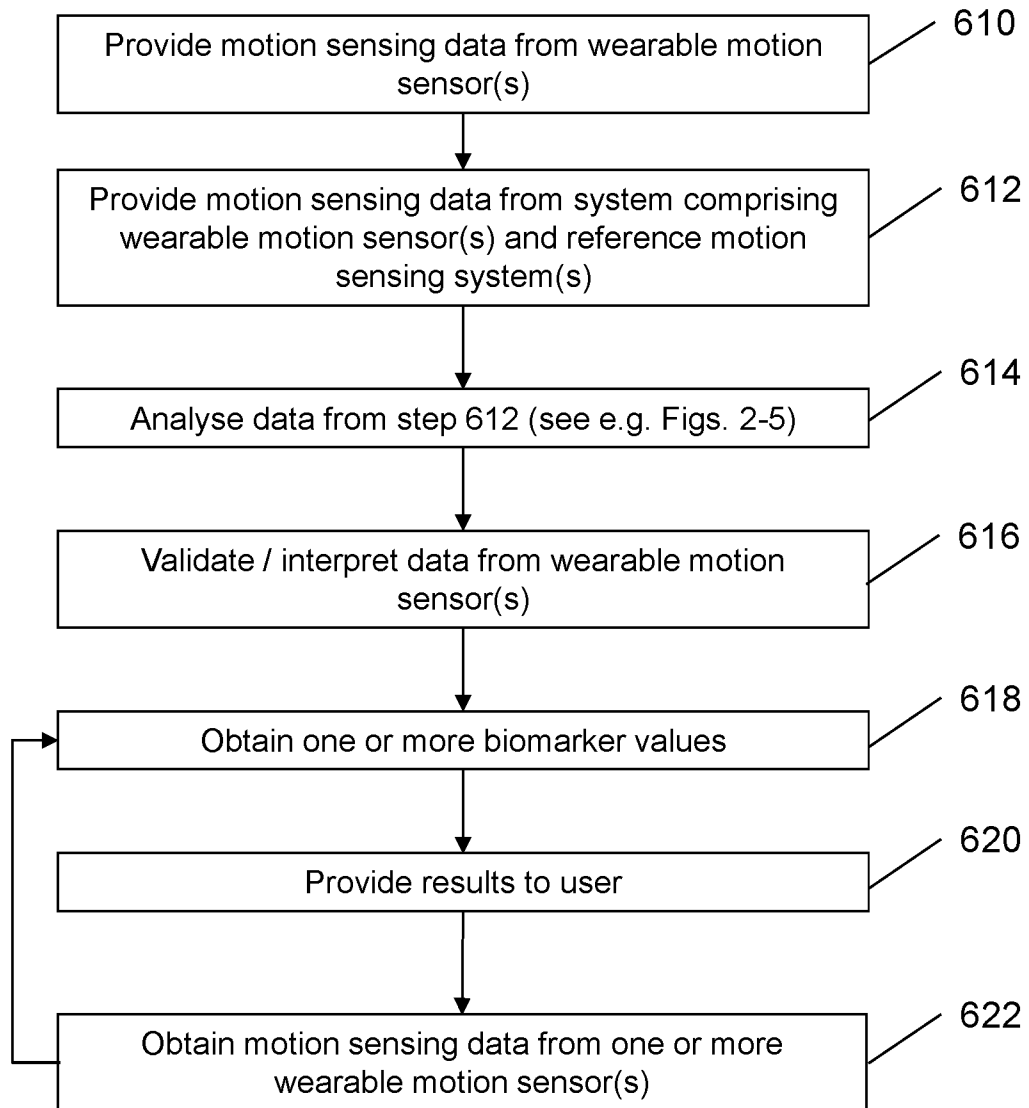 610
Provide motion sensing data from wearable motion
sensor(s)
612
Provide motion sensing data from system comprising
wearable motion sensor(s) and reference motion
sensing system(s)
614
Analyse data from step 612 (see e.g. Figs. 2-5)
616
Validate / interpret data from wearable motion
sensor(s)
618
Obtain one or more biomarker values
620
Provide results to user
622
Obtain motion sensing data from one or more
wearable motion sensor(s)